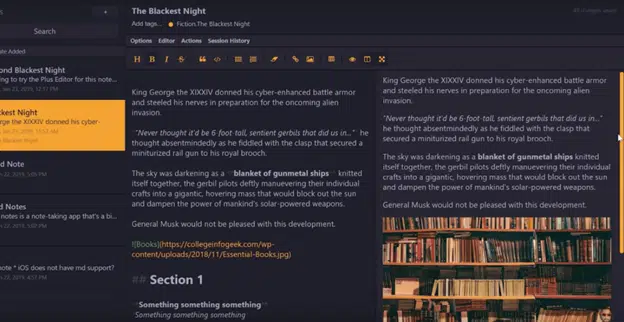 Notes
+
Search
ate Added
ond Blackest Night
ing to try the Plus Editor for this note...
Jan 23, 2019, 12:51 PM
ckest Night
rge the XIXXIV donned his cyber-
The Blackest Night
Add tags...
Fiction
The Blackest Night
Options Editor Actions Session History
H B I S
King George the XIXXIV donned his cyber-enhanced battle armor
and steeled his nerves in preparation for the oncoming alien
invasion.
"Never thought it'd be 6-foot-tall, sentient gerbils that did us in..." he
thought absentmindedly as he fiddled with the clasp that secured a
miniturized rail gun to his royal brooch.
The sky was darkening as a **blanket of gunmetal ships** knitted
itself together, the gerbil pilots deftly manuevering their individual
crafts into a gigantic, hovering mass that would block out the sun
and dampen the power of mankind's solar-powered weapons.
General Musk would not be pleased with this development.
![Books](https://collegeinfogeek.com/wp-
content/uploads/2018/11/Essential-Books.jpg)
## Section 1
**Something something something**
*Something something something
King George the XIXXIV donned his cyber-enhanced battle armor
and steeled his nerves in preparation for the oncoming alien
invasion.
"Never thought it'd be 6-foot-tall, sentient gerbils that did us in..."
he thought absentmindedly as he fiddled with the clasp that
secured a miniturized rail gun to his royal brooch.
The sky was darkening as a blanket of gunmetal ships knitted
itself together, the gerbil pilots deftly manuevering their individual
crafts into a gigantic, hovering mass that would block out the sun
and dampen the power of mankind's solar-powered weapons.
General Musk would not be pleased with this development.
d Note
d Note
notes is a note-taking app that's a bi...
note * iOS does not have md support?